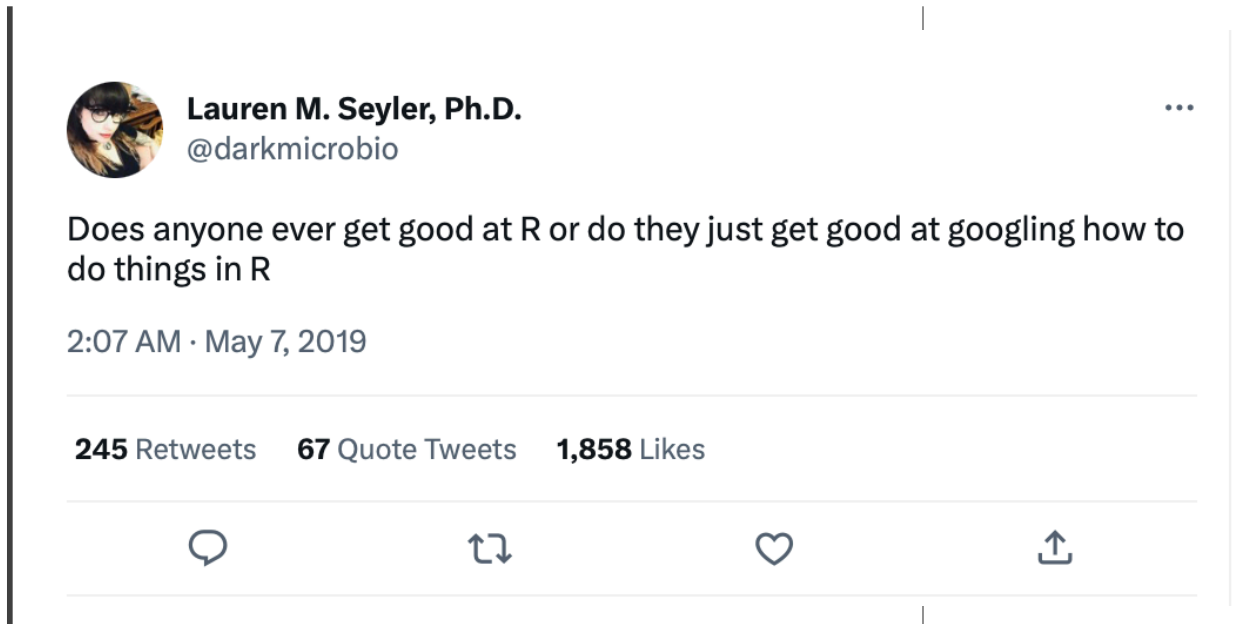 Lauren M. Seyler, Ph.D.
@darkmicrobio
Does anyone ever get good at R or do they just get good at googling how to
do things in R
2:07 AM · May 7, 2019
245 Retweets 67 Quote Tweets 1,858 Likes